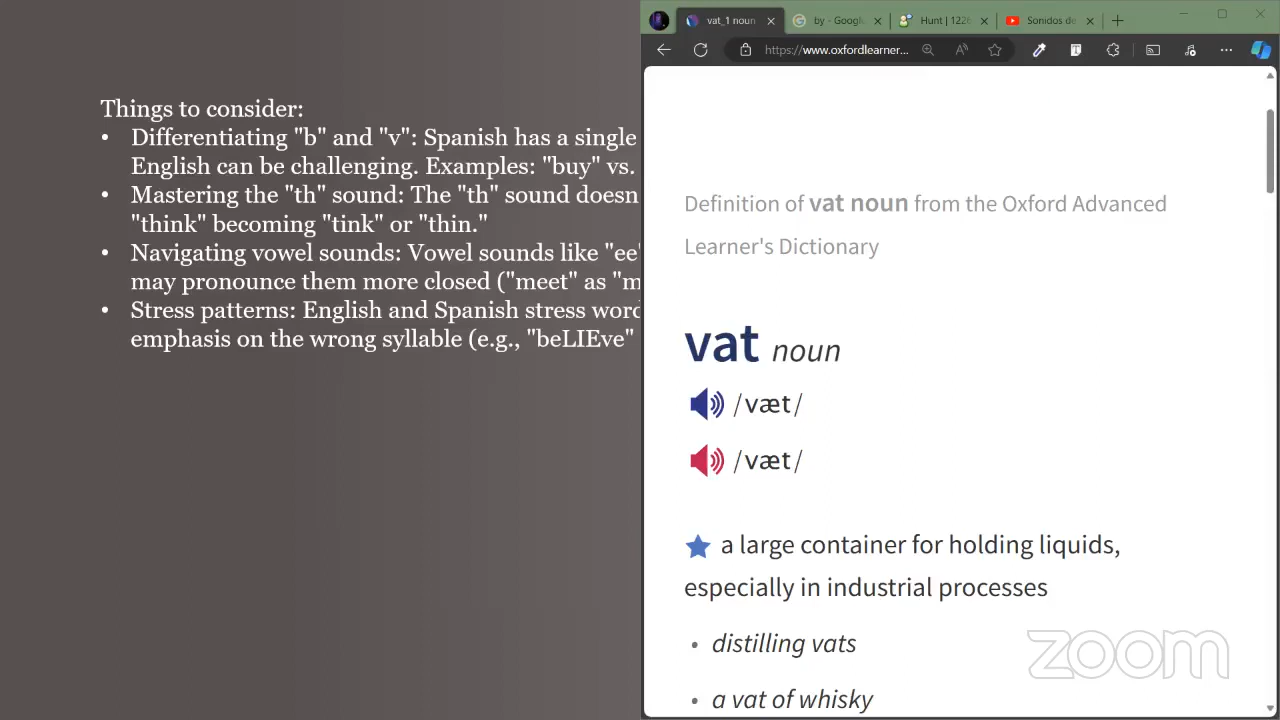 Things to consider:
• Differentiating "b" and "v": Spanish has a single
English can be challenging. Examples: "buy" vs.
• Mastering the "th" sound: The "th" sound doesn
"think" becoming "tink" or "thin."
• Navigating vowel sounds: Vowel sounds like "ee"
may pronounce them more closed ("meet" as "m
• Stress patterns: English and Spanish stress word
emphasis on the wrong syllable (e.g., "beLIEve"
vat_1 noun
by - Google
Hunt | 1226
Sonidos de
https://www.oxfordlearner...
Definition of vat noun from the Oxford Advanced
Learner's Dictionary
vat noun
/væt/
/væt/
a large container for holding liquids,
especially in industrial processes
• distilling vats
• a vat of whisky
zoom